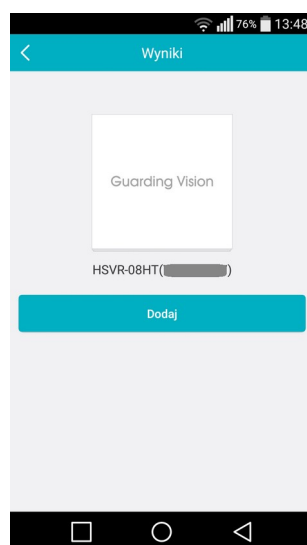 76% 13:48
Wyniki
Guarding Vision
HSVR-08HT( )
Dodaj